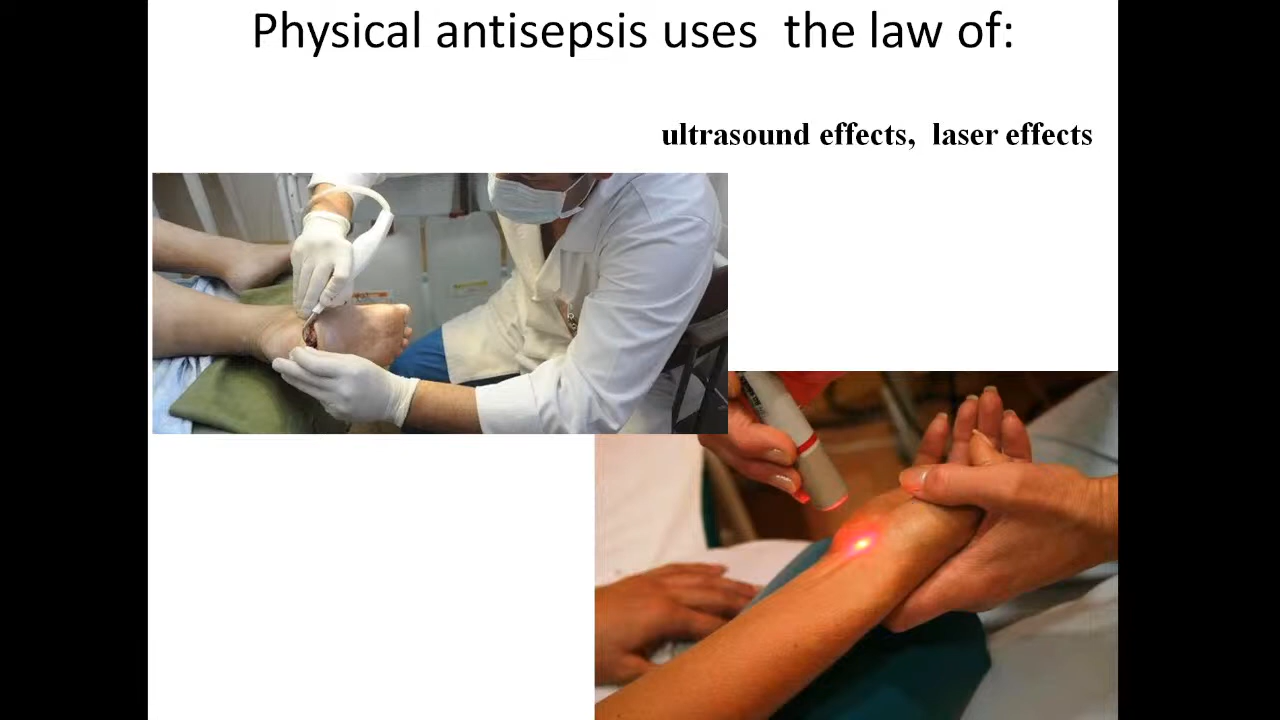 Physical antisepsis uses  the law of:
ultrasound effects,  laser effects